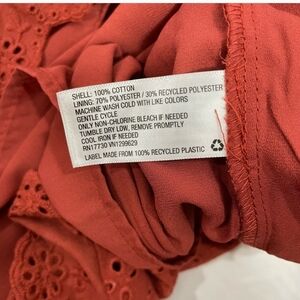 SHELL: 100% COTTON
LINING: 70% POLYESTER / 30% RECYCLED POLYESTER
MACHINE WASH COLD WITH LIKE COLORS
GENTLE CYCLE
ONLY NON-CHLORINE BLEACH IF NEEDED
TUMBLE DRY LOW, REMOVE PROMPTLY
COOL IRON IF NEEDED
RN17730 VN1299629
LABEL MADE FROM 100% RECYCLED PLASTIC